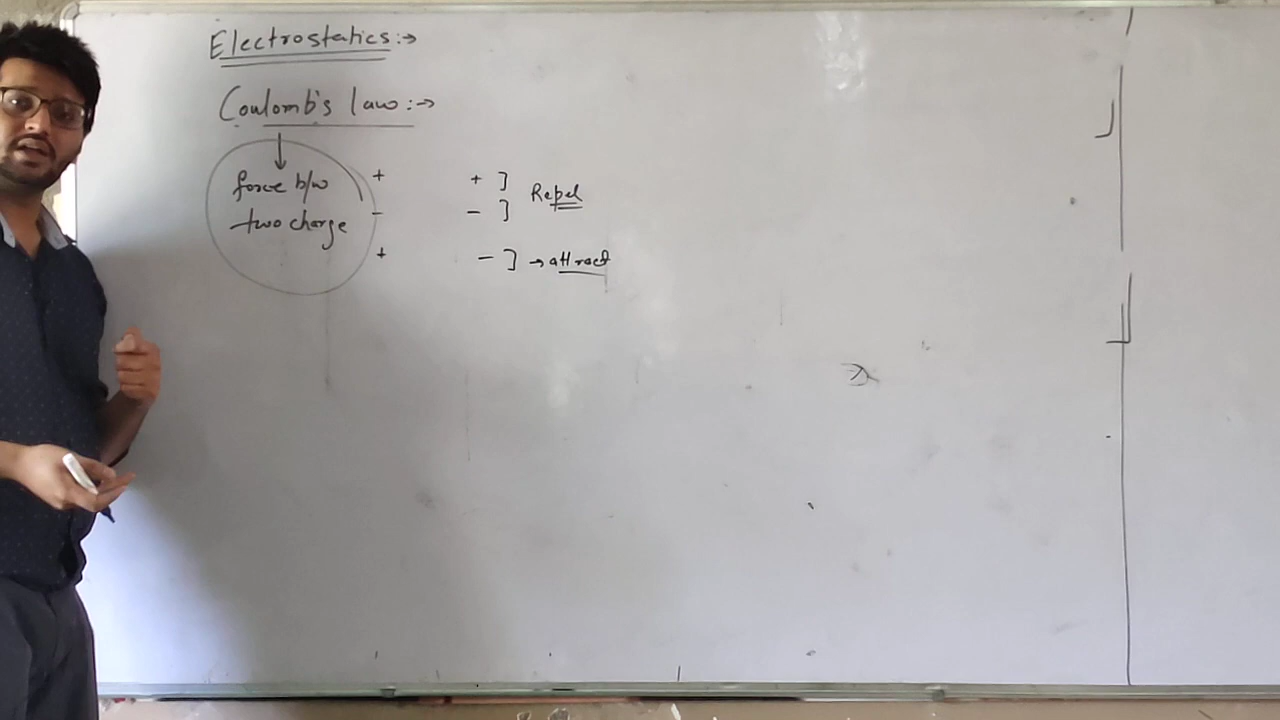 Electrostatics :→
Coulomb's law :→
force b/w
two charge
+ + ] Repel
- - ]
+ - ] → attract